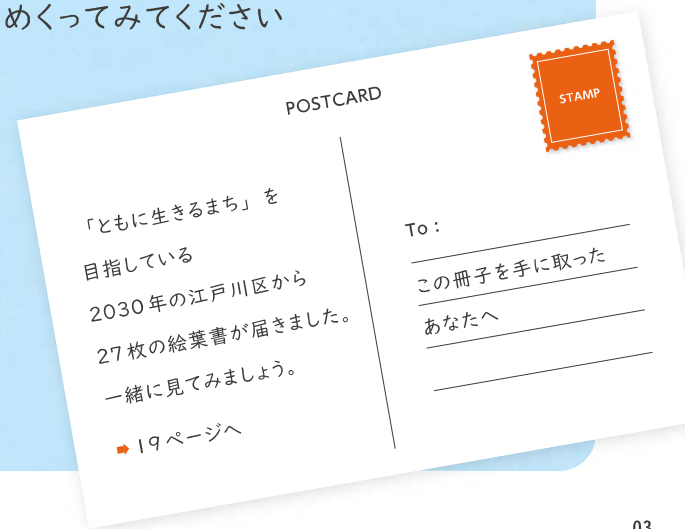 めくってみてください
POSTCARD
STAMP
「ともに生きるまち」を
目指している
2030年の江戸川区から
27枚の絵葉書が届きました。
一緒に見てみましょう。
➡ 19ページへ
To：
この冊子を手に取った
あなたへ
03